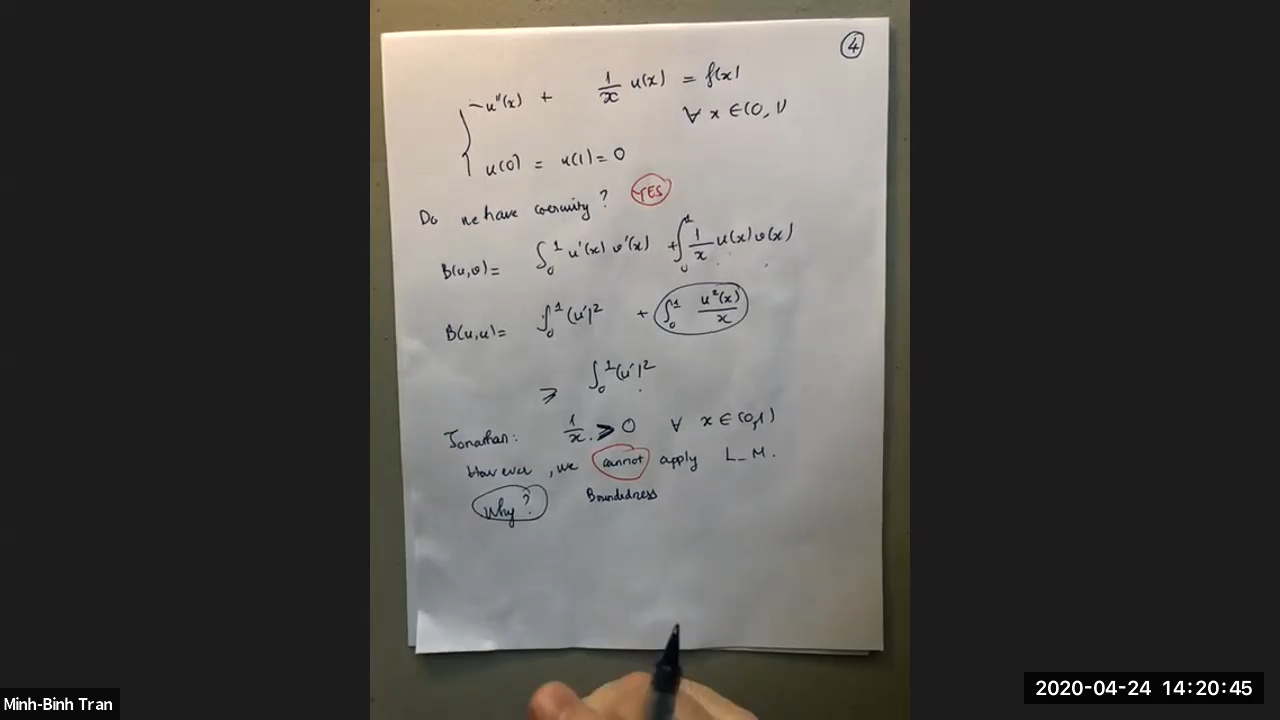 4
-u''(x) + 1/x u(x) = f(x)
∀ x ∈ (0, 1)
u(0) = u(1) = 0
Do we have coercivity? YES
B(u,v) = ∫₀¹ u'(x) v'(x) + ∫₀¹ 1/x u(x) v(x)
B(u,u) = ∫₀¹ (u')² + ∫₀¹ u²(x)/x
≥ ∫₀¹ (u')²
Jonathan: 1/x ≥ 0 ∀ x ∈ (0,1)
However, we cannot apply L_M.
Why? Boundedness
Minh-Binh Tran
2020-04-24 14:20:45